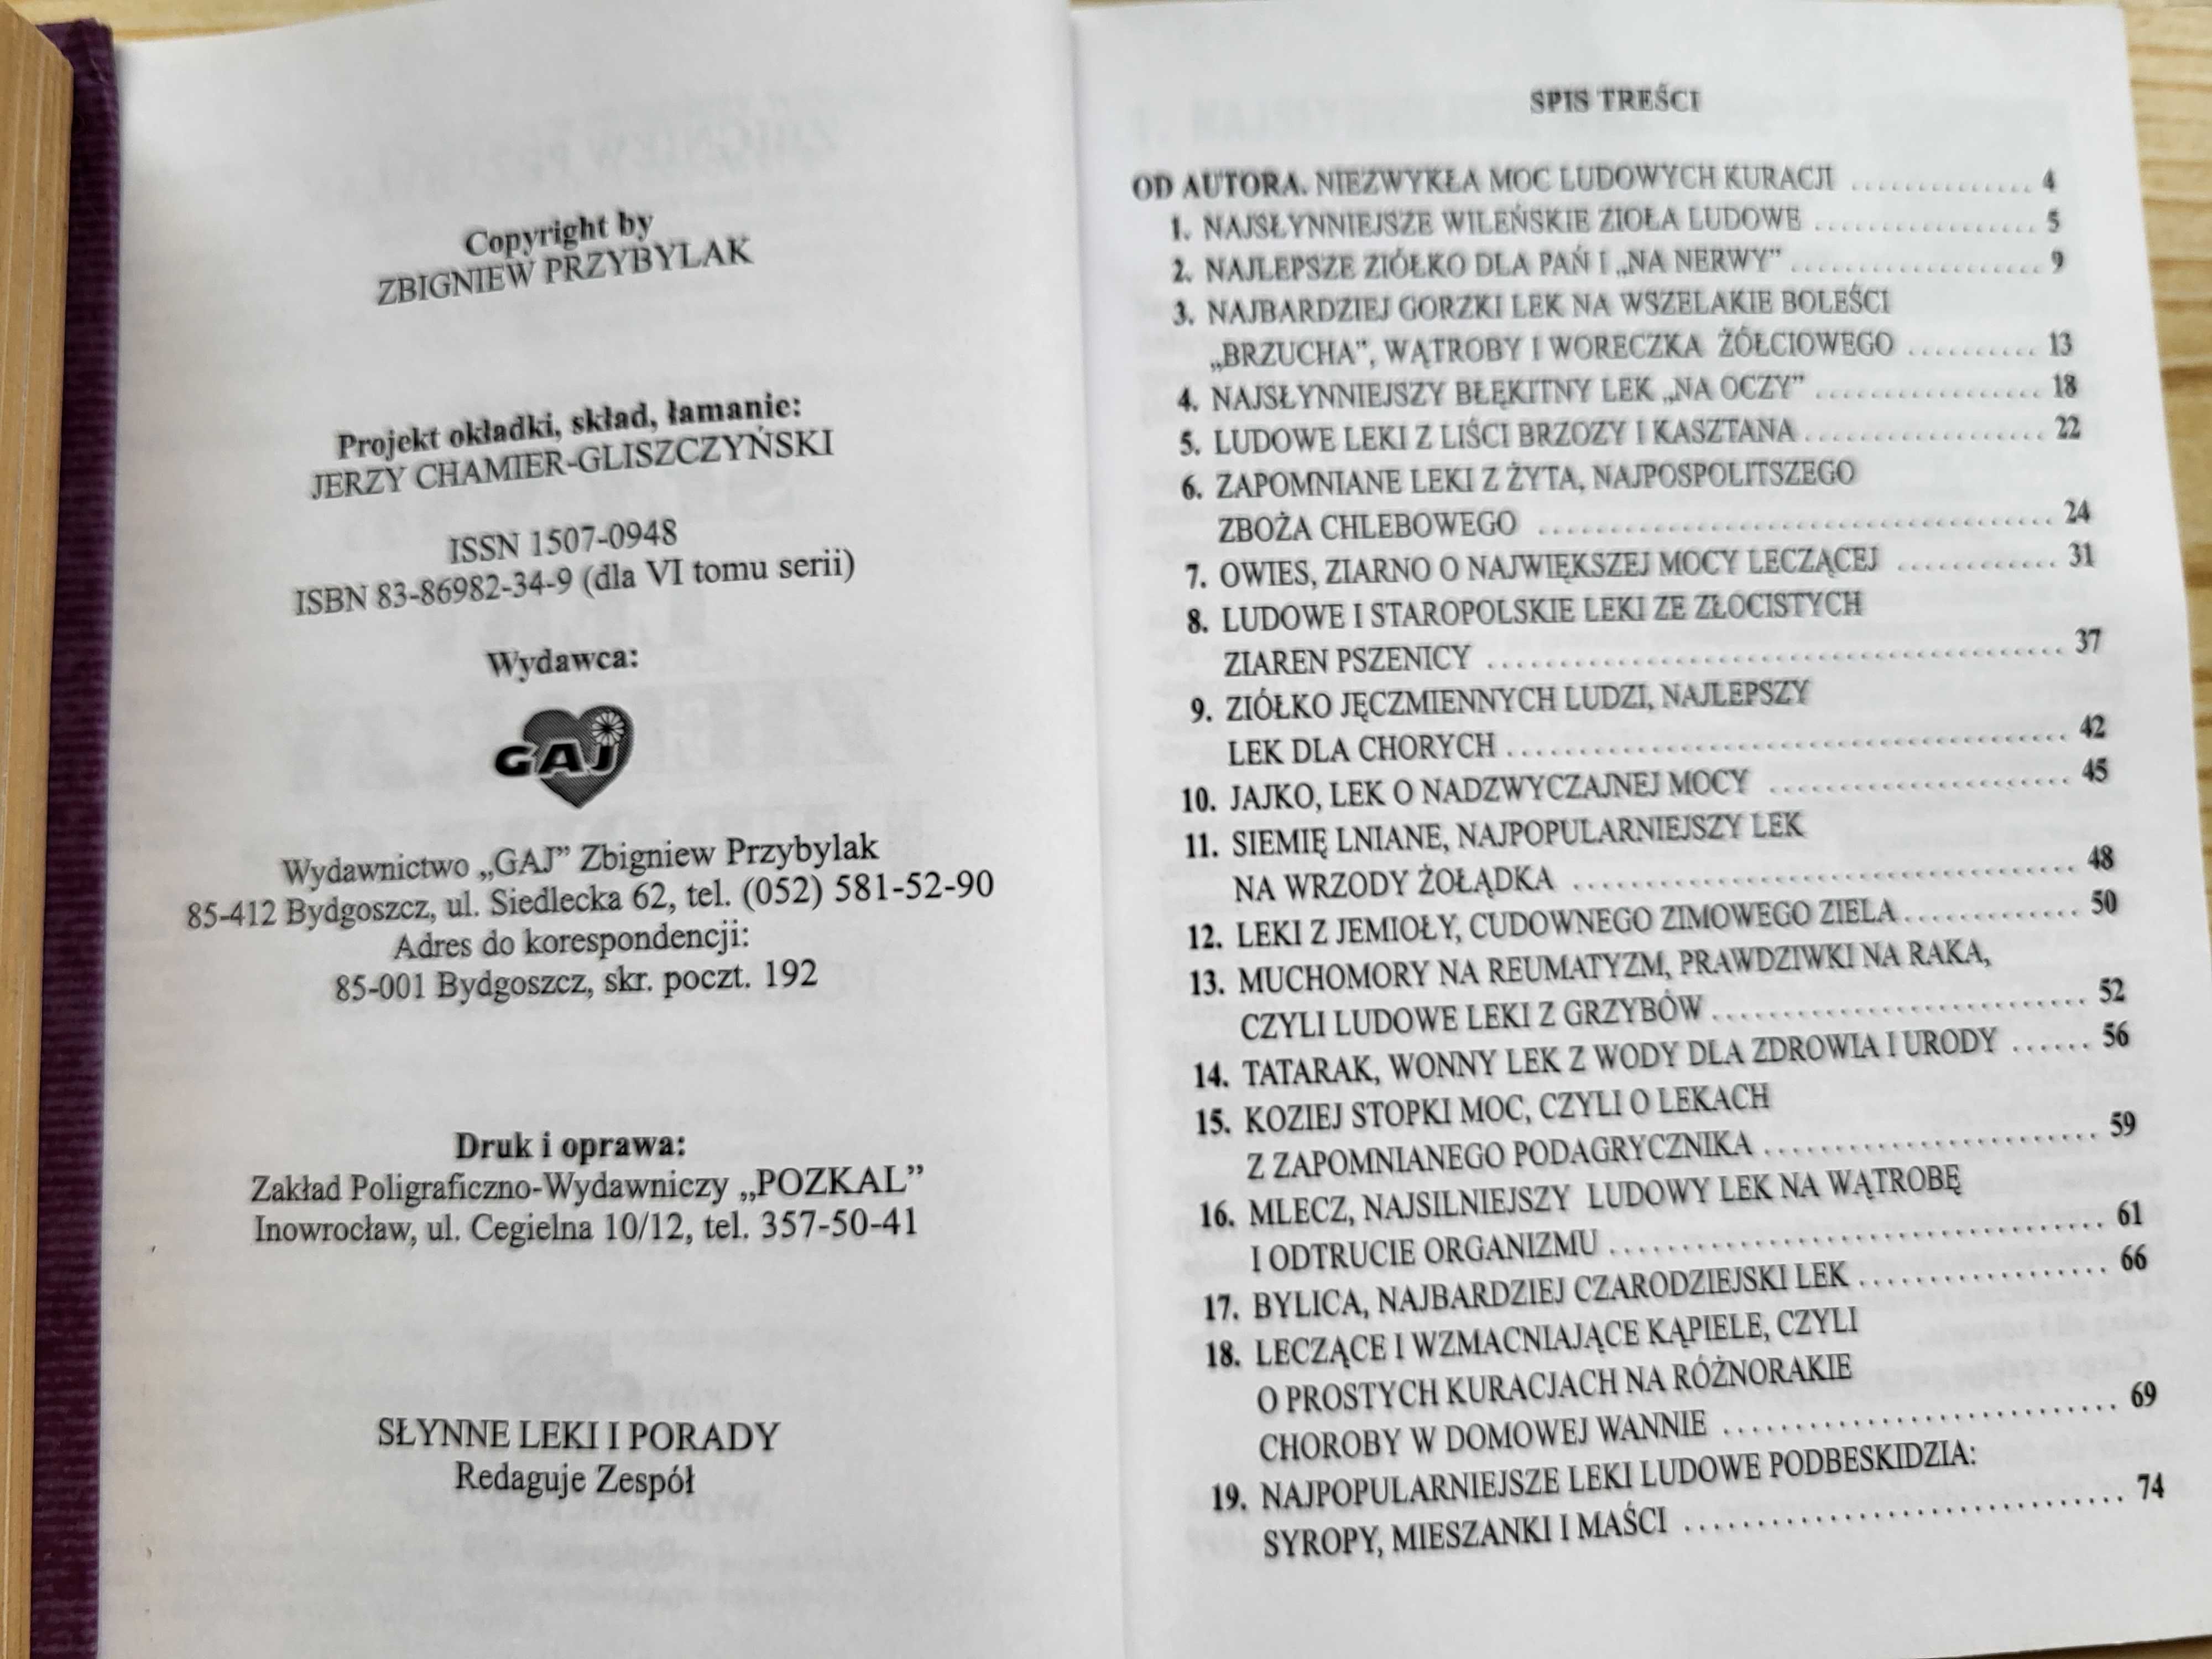 Copyright by
ZBIGNIEW PRZYBYLAK
Projekt okładki, skład, łamanie:
JERZY CHAMIER-GLISZCZYŃSKI
ISSN 1507-0948
ISBN 83-86982-34-9 (dla VI tomu serii)
Wydawca:
GAJ
Wydawnictwo „GAJ” Zbigniew Przybylak
85-412 Bydgoszcz, ul. Siedlecka 62, tel. (052) 581-52-90
Adres do korespondencji:
85-001 Bydgoszcz, skr. poczt. 192
Druk i oprawa:
Zakład Poligraficzno-Wydawniczy „POZKAL”
Inowrocław, ul. Cegielna 10/12, tel. 357-50-41
SŁYNNE LEKI I PORADY
Redaguje Zespół
SPIS TREŚCI
OD AUTORA. NIEZWYKŁA MOC LUDOWYCH KURACJI .............. 4
1. NAJSŁYNNIEJSZE WILEŃSKIE ZIOŁA LUDOWE ................. 5
2. NAJLEPSZE ZIÓŁKO DLA PAŃ I „NA NERWY” ................... 9
3. NAJBARDZIEJ GORZKI LEK NA WSZELAKIE BOLEŚCI
„BRZUCHA”, WĄTROBY I WORECZKA ŻÓŁCIOWEGO .......... 13
4. NAJSŁYNNIEJSZY BŁĘKITNY LEK „NA OCZY” ................. 18
5. LUDOWE LEKI Z LIŚCI BRZOZY I KASZTANA ................... 22
6. ZAPOMNIANE LEKI Z ŻYTA, NAJPOSPOLITSZEGO
ZBOŻA CHLEBOWEGO ........................................ 24
7. OWIES, ZIARNO O NAJWIĘKSZEJ MOCY LECZĄCEJ ............ 31
8. LUDOWE I STAROPOLSKIE LEKI ZE ZŁOCISTYCH
ZIAREN PSZENICY ............................................ 37
9. ZIÓŁKO JĘCZMIENNYCH LUDZI, NAJLEPSZY
LEK DLA CHORYCH .......................................... 42
10. JAJKO, LEK O NADZWYCZAJNEJ MOCY ....................... 45
11. SIEMIĘ LNIANE, NAJPOPULARNIEJSZY LEK
NA WRZODY ŻOŁĄDKA ...................................... 48
12. LEKI Z JEMIOŁY, CUDOWNEGO ZIMOWEGO ZIELA ............. 50
13. MUCHOMORY NA REUMATYZM, PRAWDZIWKI NA RAKA,
CZYLI LUDOWE LEKI Z GRZYBÓW ............................ 52
14. TATARAK, WONNY LEK Z WODY DLA ZDROWIA I URODY ...... 56
15. KOZIEJ STOPKI MOC, CZYLI O LEKACH
Z ZAPOMNIANEGO PODAGRYCZNIKA ......................... 59
16. MLECZ, NAJSILNIEJSZY LUDOWY LEK NA WĄTROBĘ
I ODTRUCIE ORGANIZMU .................................... 61
17. BYLICA, NAJBARDZIEJ CZARODZIEJSKI LEK .................. 66
18. LECZĄCE I WZMACNIAJĄCE KĄPIELE, CZYLI
O PROSTYCH KURACJACH NA RÓŻNORAKIE
CHOROBY W DOMOWEJ WANNIE ............................. 69
19. NAJPOPULARNIEJSZE LEKI LUDOWE PODBESKIDZIA:
SYROPY, MIESZANKI I MAŚCI ................................ 74